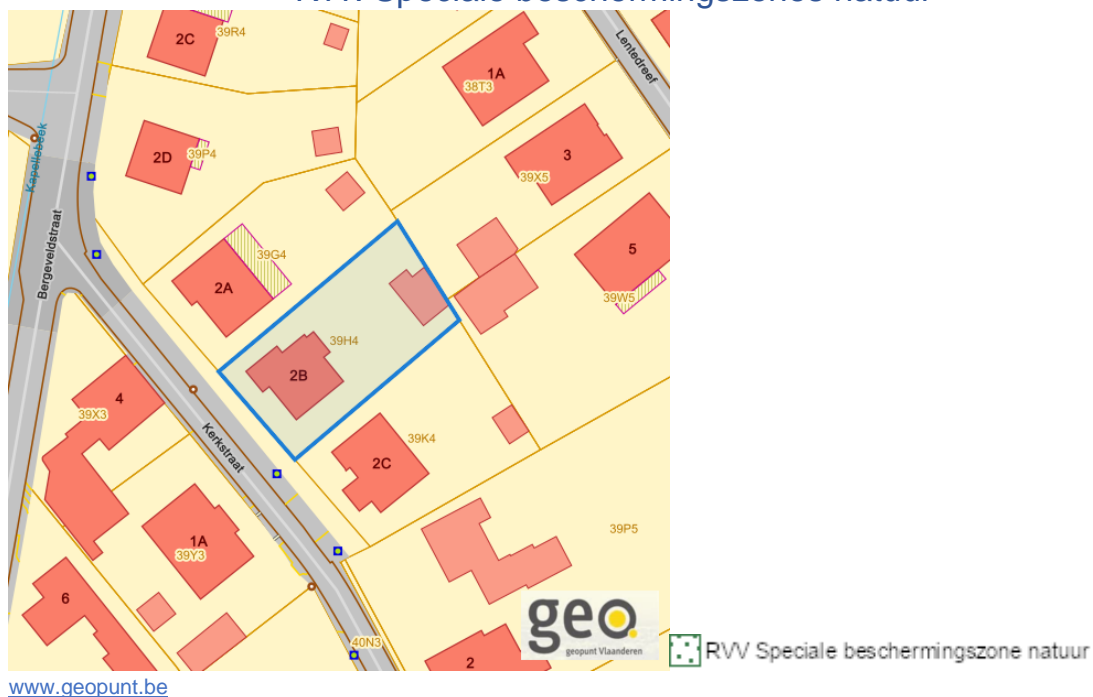 RVV Speciale beschermingszones natuur
2C
39R4
Lentedreef
1A
38T3
Kapellebeek
2D
39P4
3
39X5
Bergeveldstraat
39G4
5
2A
39W5
39H4
2B
4
39X3
Kerkstraat
39K4
2C
39P5
1A
39Y3
6
geo.
geopunt Vlaanderen
40N3
2
RVV Speciale beschermingszone natuur
www.geopunt.be